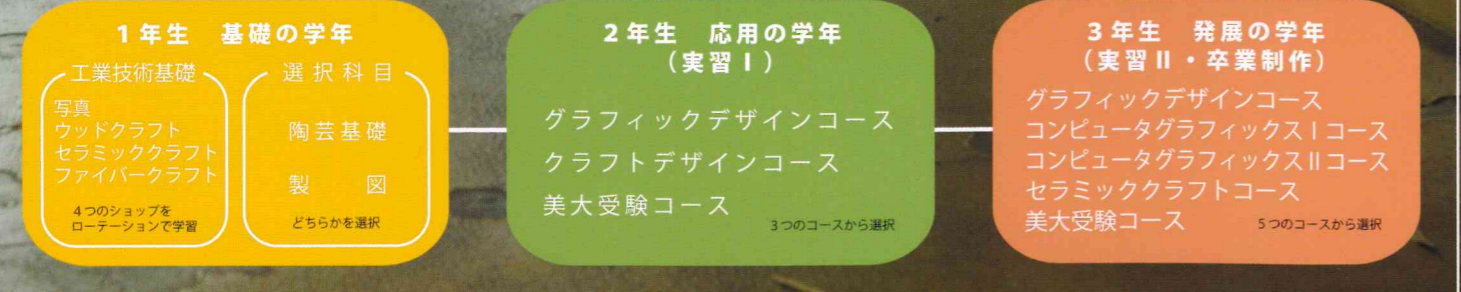 1年生 基礎の学年
工業技術基礎
写真
ウッドクラフト
セラミッククラフト
ファイバークラフト
4つのショップを
ローテーションで学習
選択科目
陶芸基礎
製 図
どちらかを選択
2年生 応用の学年
(実習Ⅰ)
グラフィックデザインコース
クラフトデザインコース
美大受験コース
3つのコースから選択
3年生 発展の学年
(実習Ⅱ・卒業制作)
グラフィックデザインコース
コンピュータグラフィックスⅠコース
コンピュータグラフィックスⅡコース
セラミッククラフトコース
美大受験コース
5つのコースから選択